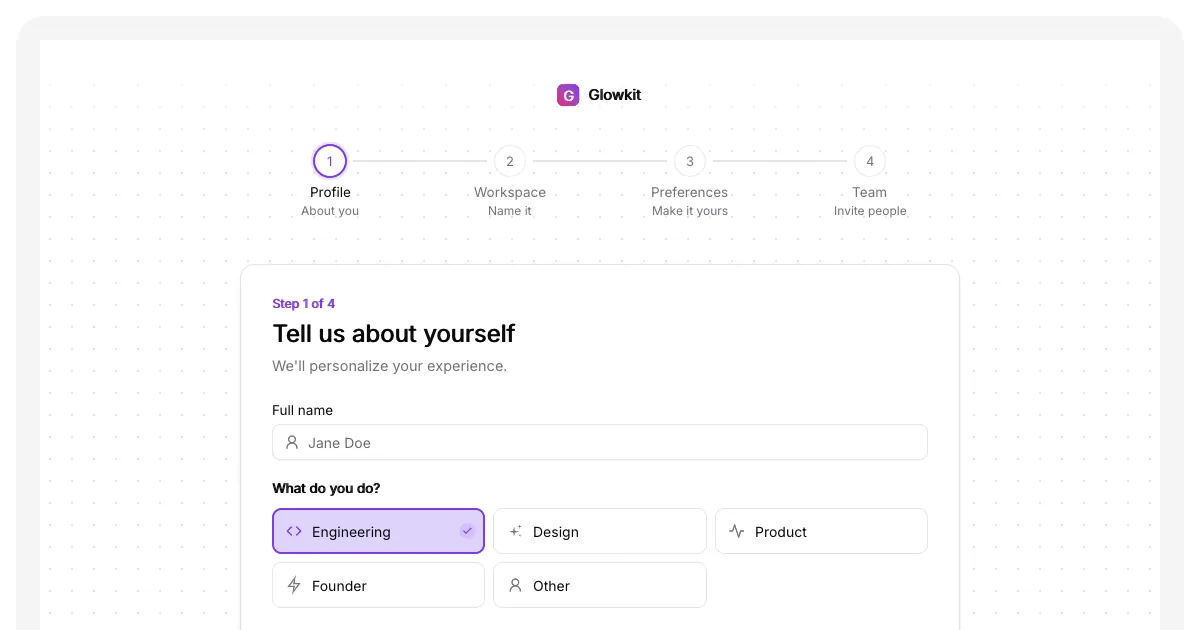 G Glowkit
1 2 3 4
Profile Workspace Preferences Team
About you Name it Make it yours Invite people
Step 1 of 4
Tell us about yourself
We'll personalize your experience.
Full name
Jane Doe
What do you do?
Engineering Design Product
Founder Other